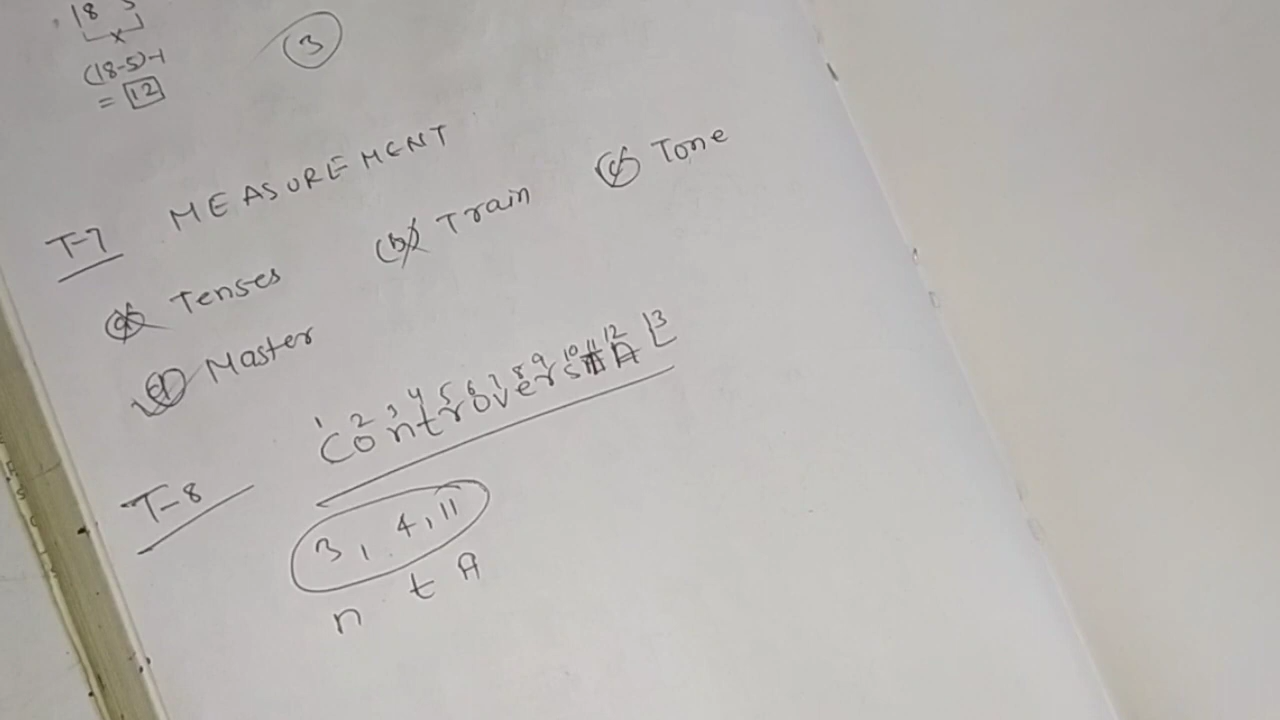 18 5
x
(18-5)-1
= 12
3
T-7 MEASUREMENT
(a) Tenses (b) Train (c) Tone
(d) Master
1 2 3 4 5 6 7 8 9 10 11 12 13
ControversIAL
T-8
3, 4, 11
n t A